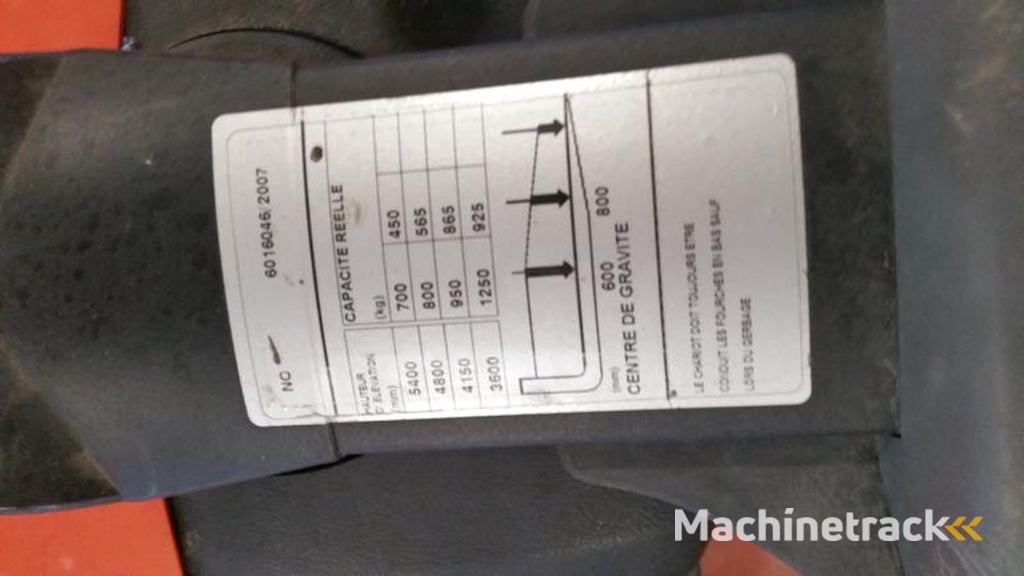 NO 6016046/2007
HAUTEUR CAPACITE REELLE
D'ELEVATION
(mm) (kg)
5400 700 450
4800 800 565
4150 950 865
3600 1250 925
600 800
(mm)
CENTRE DE GRAVITE
LE CHARIOT DOIT TOUJOURS ETRE
CONDUIT LES FOURCHES EN BAS SAUF
LORS DU GERBAGE
Machinetrack